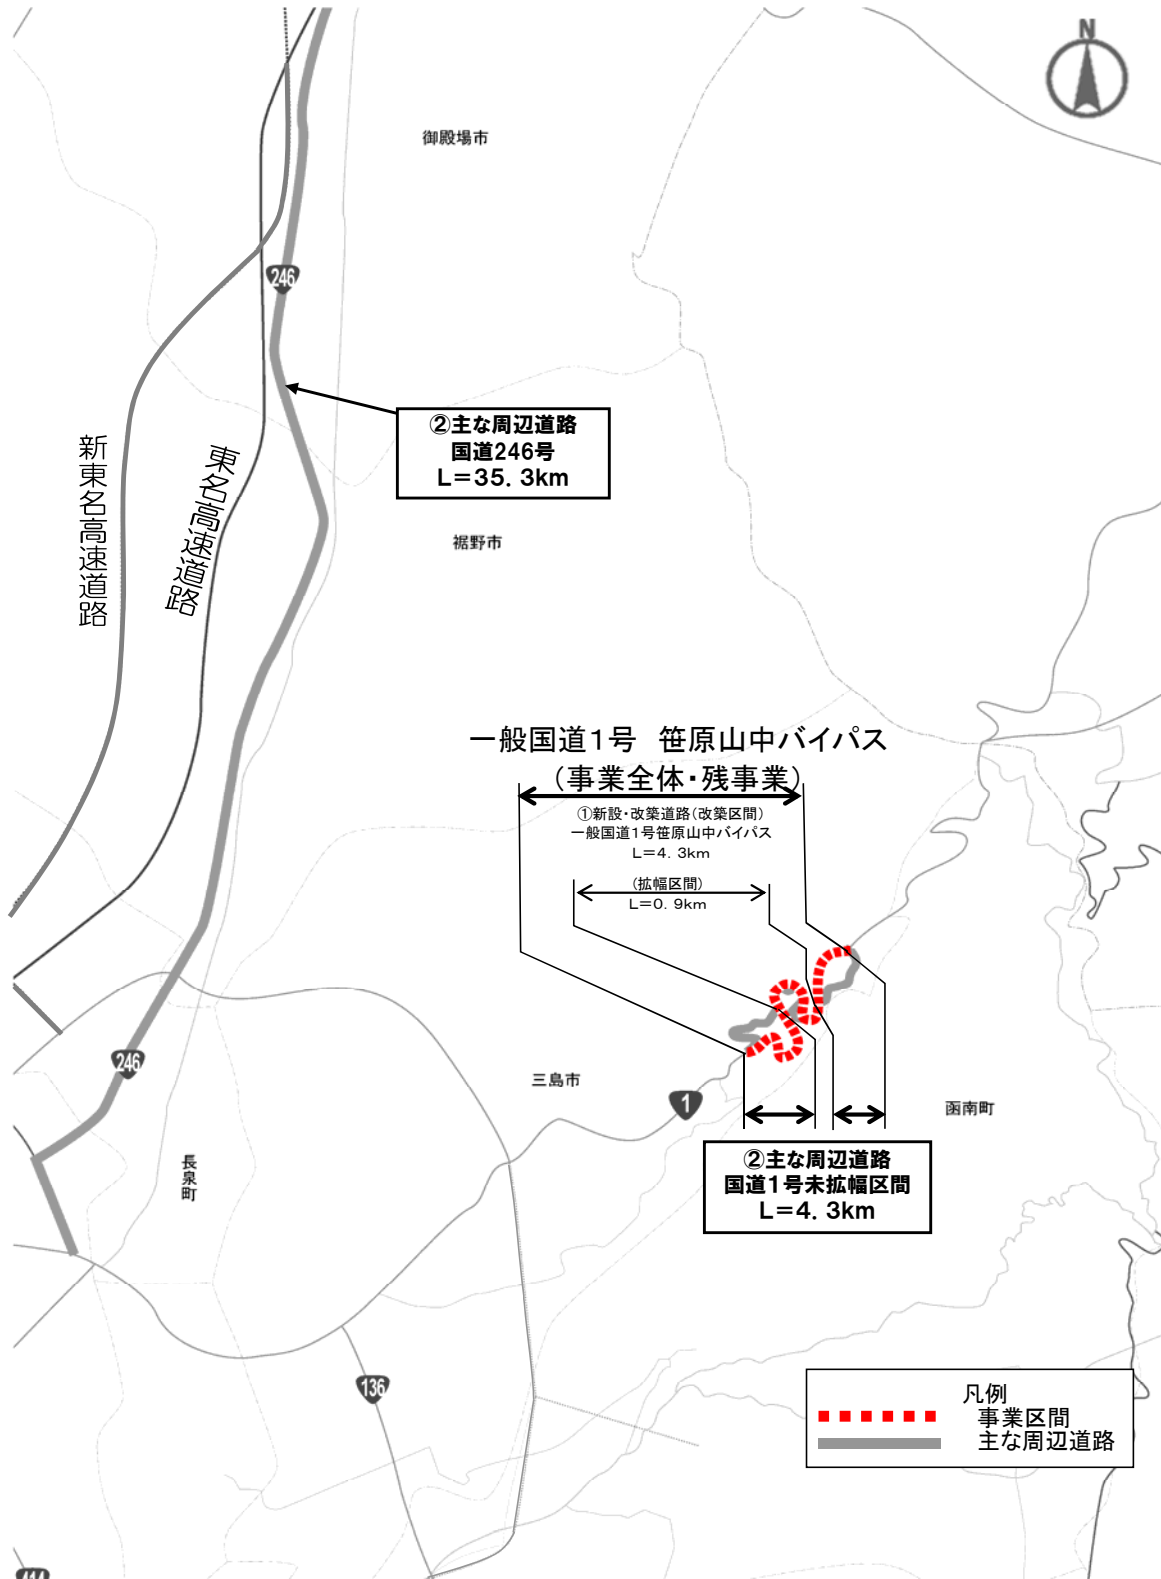 N
御殿場市
246
②主な周辺道路
国道246号
L=35. 3km
新東名高速道路
東名高速道路
裾野市
一般国道1号 笹原山中バイパス
(事業全体・残事業)
①新設・改築道路(改築区間)
一般国道1号笹原山中バイパス
L=4. 3km
(拡幅区間)
L=0. 9km
246
三島市
1
函南町
②主な周辺道路
国道1号未拡幅区間
L=4. 3km
長泉町
136
凡例
事業区間
主な周辺道路
414